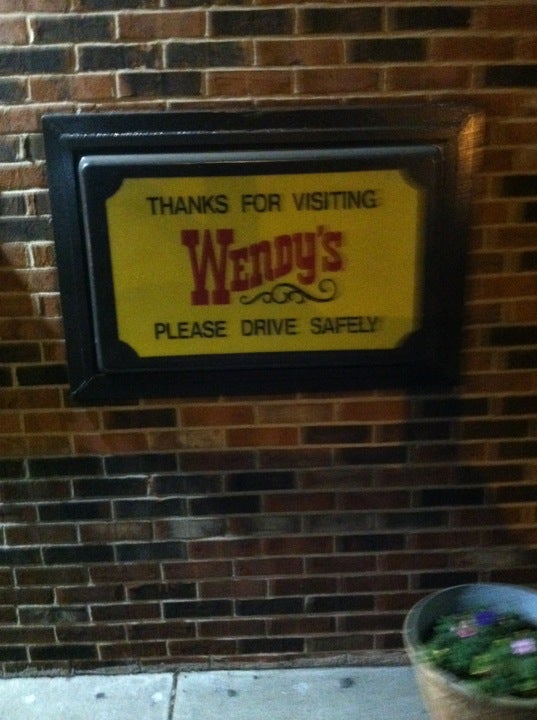 THANKS FOR VISITING
WENDY'S
PLEASE DRIVE SAFELY